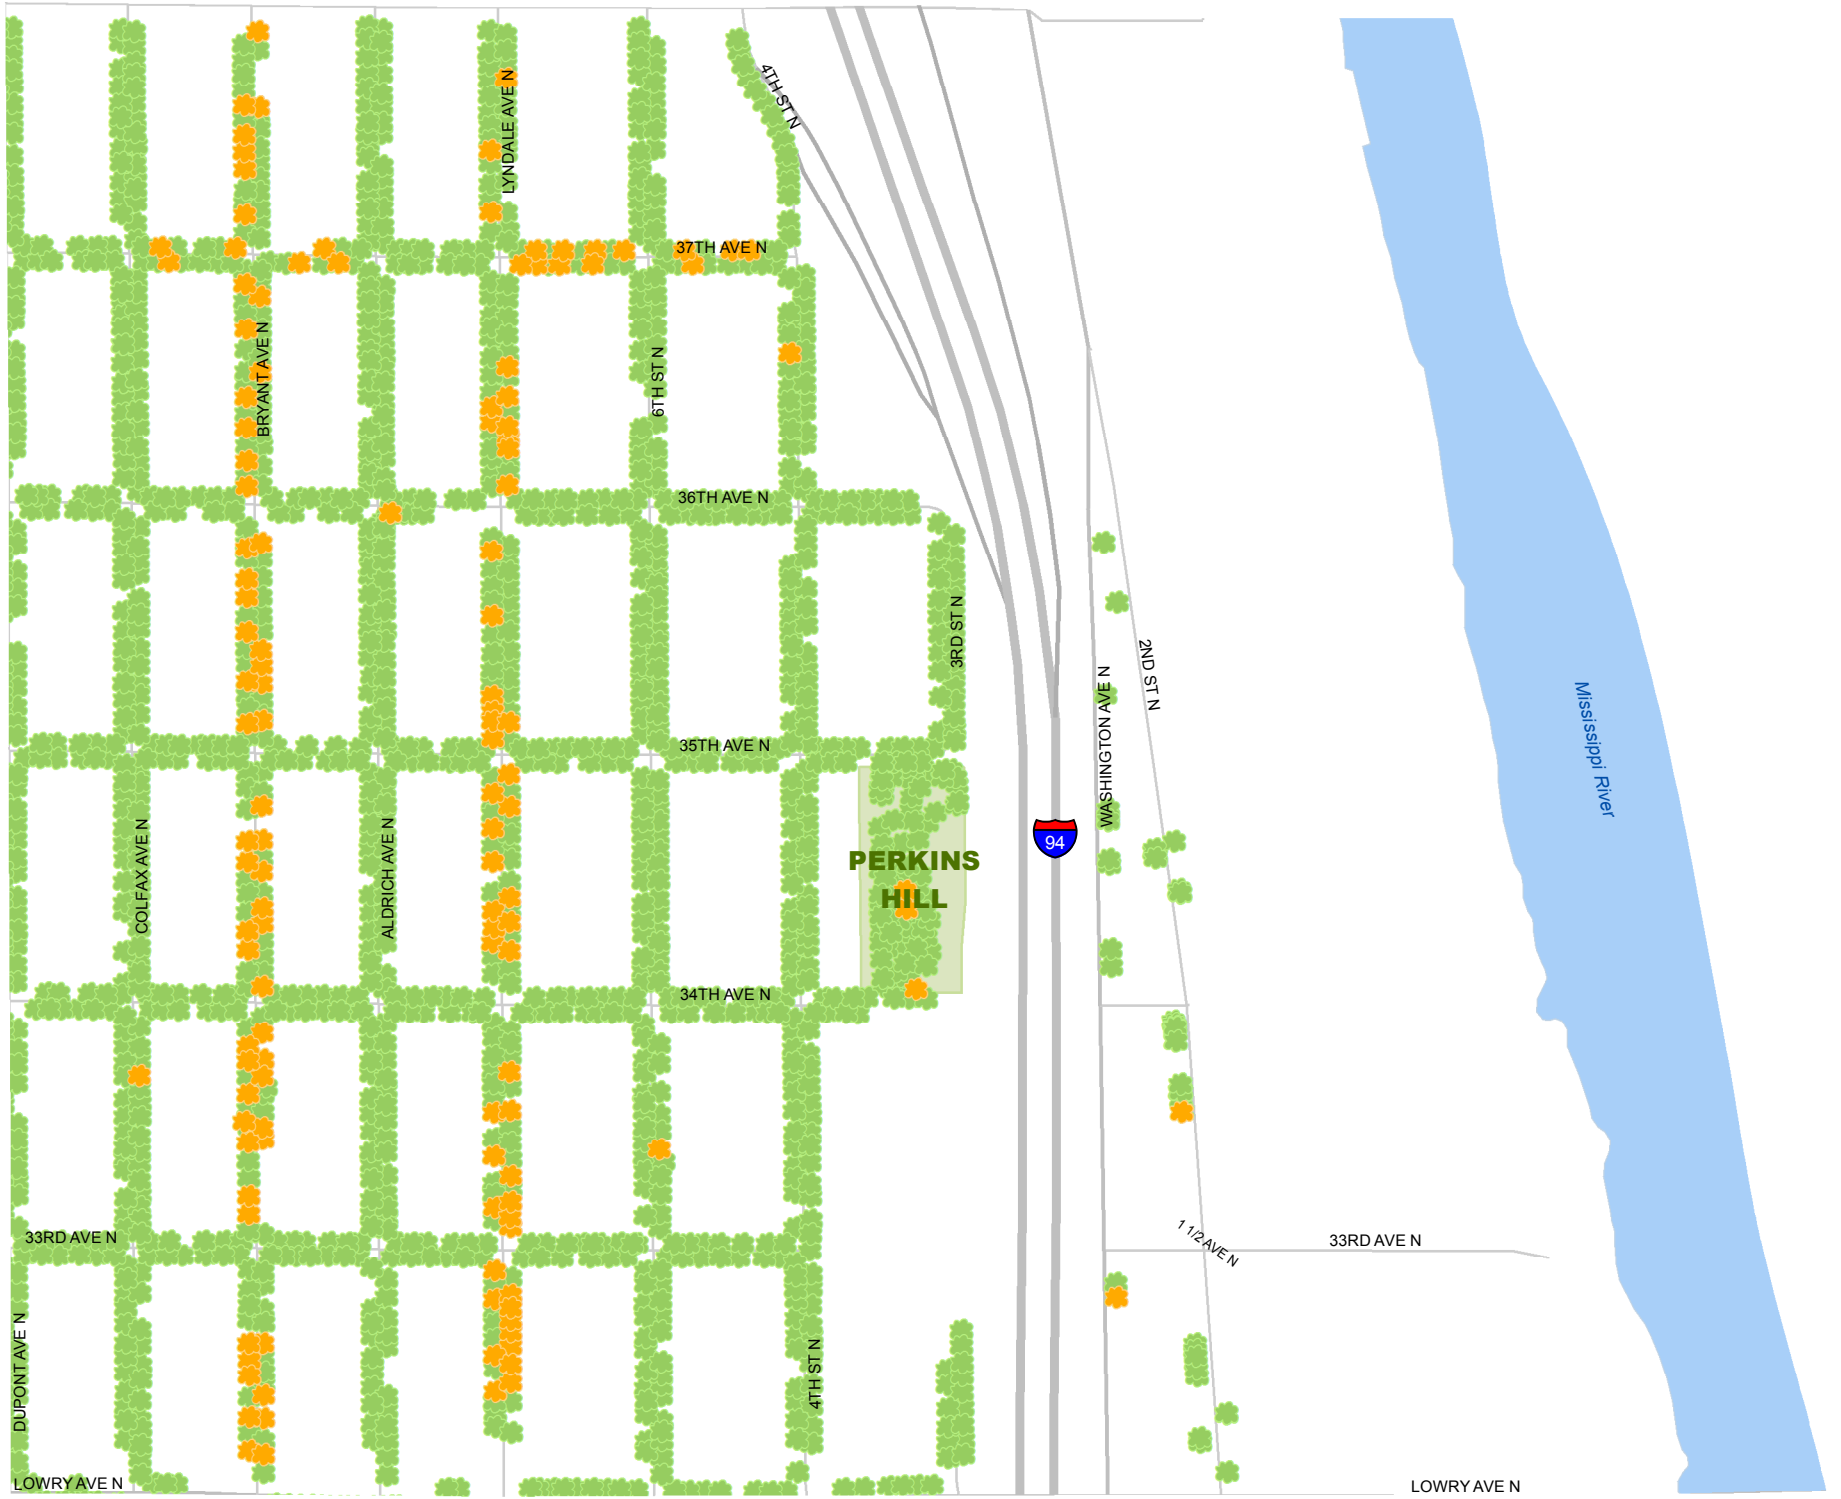 4TH ST N
LYNDALE AVE N
37TH AVE N
BRYANT AVE N
6TH ST N
36TH AVE N
3RD ST N
2ND ST N
WASHINGTON AVE N
Mississippi River
35TH AVE N
COLFAX AVE N
ALDRICH AVE N
94
PERKINS
HILL
34TH AVE N
33RD AVE N
1 1/2 AVE N
33RD AVE N
DUPONT AVE N
4TH ST N
LOWRY AVE N
LOWRY AVE N